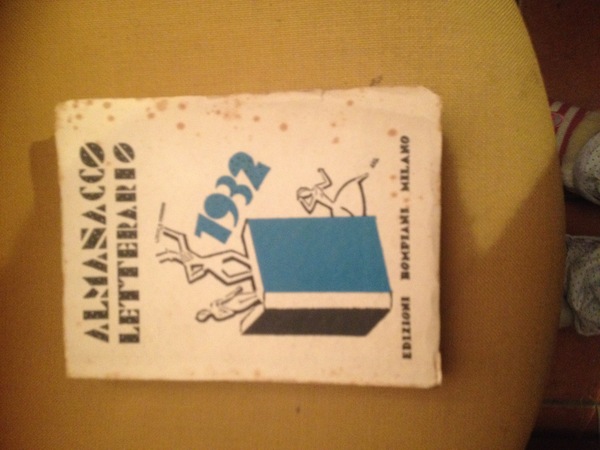 ALMANACCO
LETTERARIO
1932
EDIZIONI BOMPIANI · MILANO